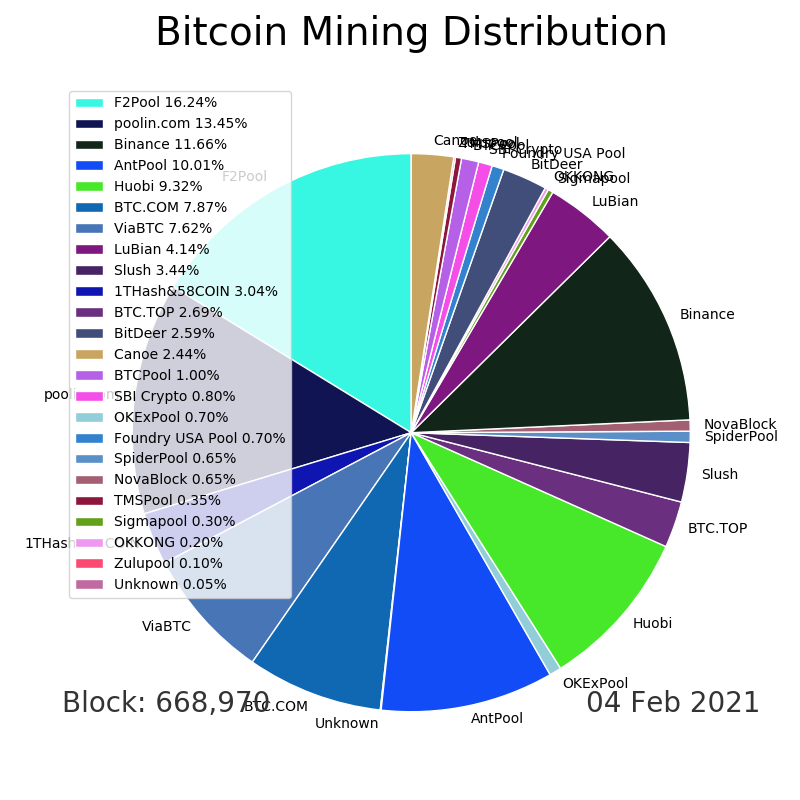 Bitcoin Mining Distribution
F2Pool 16.24%
poolin.com 13.45%
Binance 11.66%
AntPool 10.01%
Huobi 9.32%
BTC.COM 7.87%
ViaBTC 7.62%
LuBian 4.14%
Slush 3.44%
1THash&58COIN 3.04%
BTC.TOP 2.69%
BitDeer 2.59%
Canoe 2.44%
BTCPool 1.00%
SBI Crypto 0.80%
OKExPool 0.70%
Foundry USA Pool 0.70%
SpiderPool 0.65%
NovaBlock 0.65%
TMSPool 0.35%
Sigmapool 0.30%
OKKONG 0.20%
Zulupool 0.10%
Unknown 0.05%
F2Pool
Foundry USA Pool
BitDeer
OKKONG
Sigmapool
LuBian
Binance
NovaBlock
SpiderPool
Slush
BTC.TOP
Huobi
OKExPool
AntPool
Unknown
BTC.COM
ViaBTC
Block: 668,970
04 Feb 2021